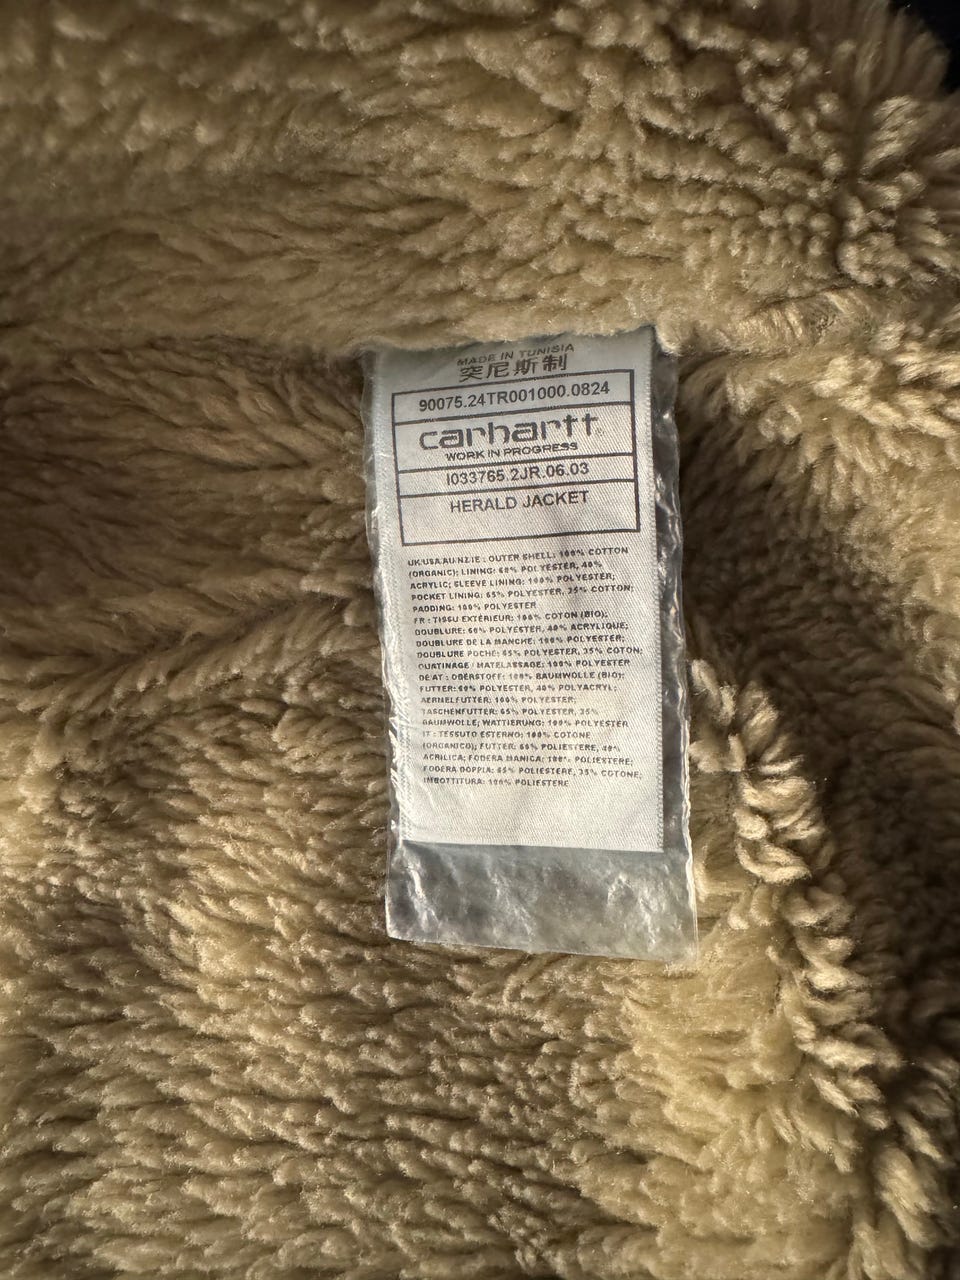 MADE IN TUNISIA
突尼斯制
90075.24TR001000.0824
carhartt
WORK IN PROGRESS
I033765.2JR.06.03
HERALD JACKET
UK/USA/AU/NZ/IE : OUTER SHELL: 100% COTTON
(ORGANIC); LINING: 60% POLYESTER, 40%
ACRYLIC; SLEEVE LINING: 100% POLYESTER;
POCKET LINING: 65% POLYESTER, 35% COTTON;
PADDING: 100% POLYESTER
FR : TISSU EXTÉRIEUR: 100% COTON (BIO);
DOUBLURE: 60% POLYESTER, 40% ACRYLIQUE;
DOUBLURE DE LA MANCHE: 100% POLYESTER;
DOUBLURE POCHE: 65% POLYESTER, 35% COTON;
OUATINAGE / MATELASSAGE: 100% POLYESTER
DE AT : OBERSTOFF: 100% BAUMWOLLE (BIO);
FUTTER: 60% POLYESTER, 40% POLYACRYL;
AERMELFUTTER: 100% POLYESTER;
TASCHENFUTTER: 65% POLYESTER, 35%
BAUMWOLLE; WATTIERUNG: 100% POLYESTER
IT : TESSUTO ESTERNO: 100% COTONE
(ORGANICO); FUTTER: 60% POLIESTERE, 40%
ACRILICA; FODERA MANICA: 100% POLIESTERE;
FODERA DOPPIA: 65% POLIESTERE, 35% COTONE;
IMBOTTITURA: 100% POLIESTERE